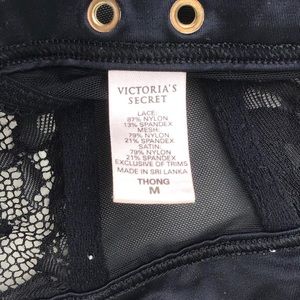 VICTORIA'S
SECRET
LACE:
87% NYLON
13% SPANDEX
MESH:
79% NYLON
21% SPANDEX
SATIN:
79% NYLON
21% SPANDEX
EXCLUSIVE OF TRIMS
MADE IN SRI LANKA
THONG
M